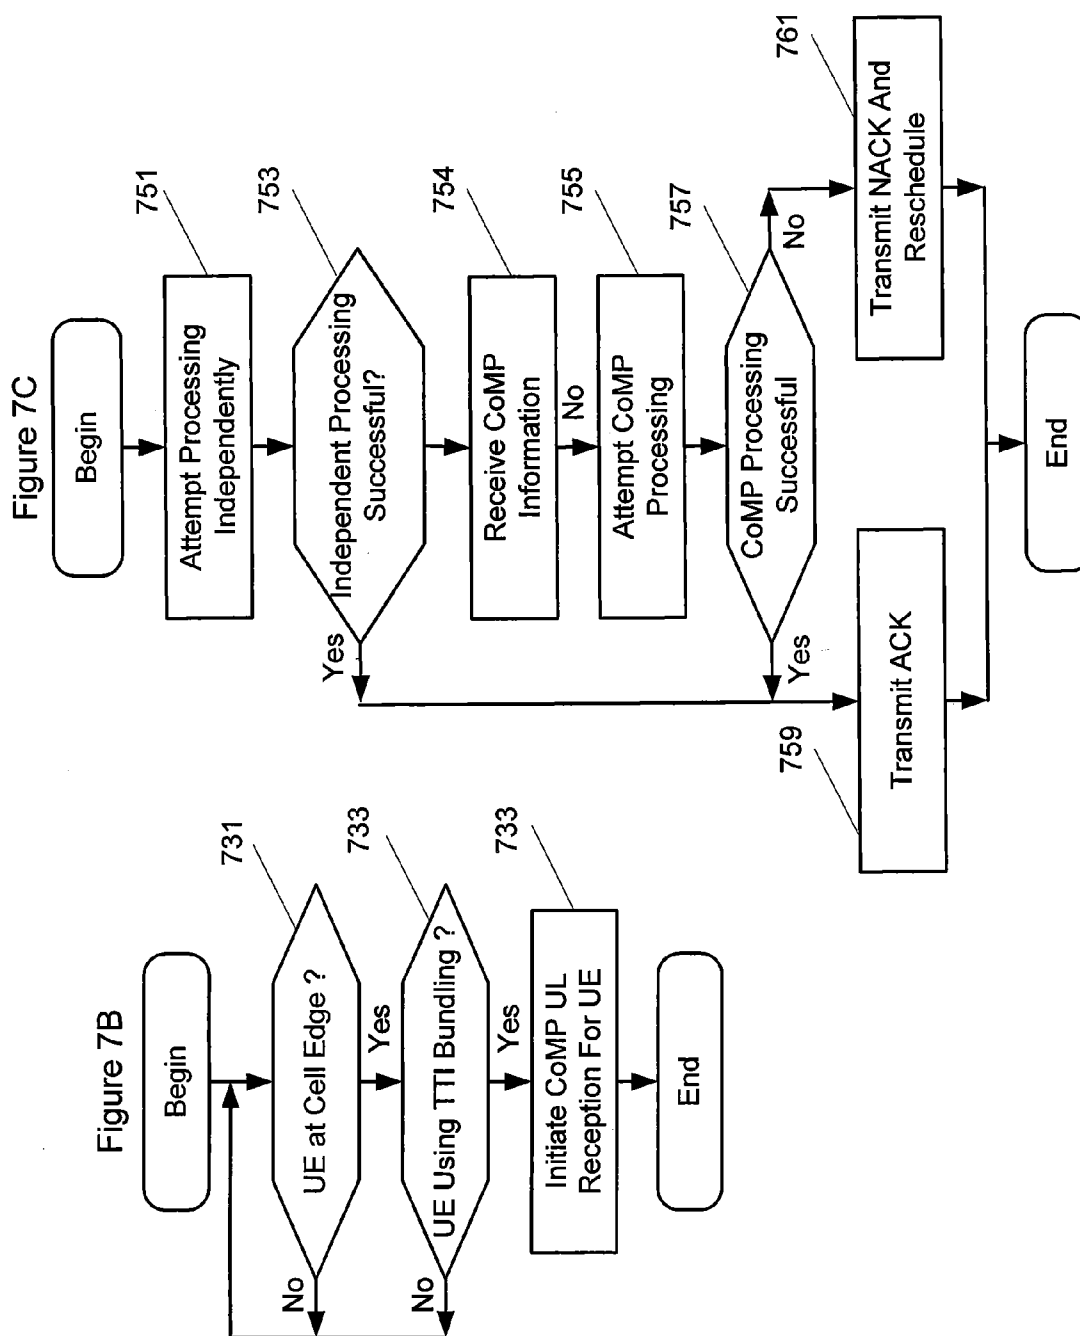 Figure 7B
Begin
731
UE at Cell Edge ?
No
Yes
733
UE Using TTI Bundling ?
No
Yes
733
Initiate CoMP UL
Reception For UE
End
Figure 7C
Begin
751
Attempt Processing
Independently
753
Independent Processing
Successful?
Yes
754
Receive CoMP
Information
No
755
Attempt CoMP
Processing
757
CoMP Processing
Successful
Yes
No
759
Transmit ACK
761
Transmit NACK And
Reschedule
End